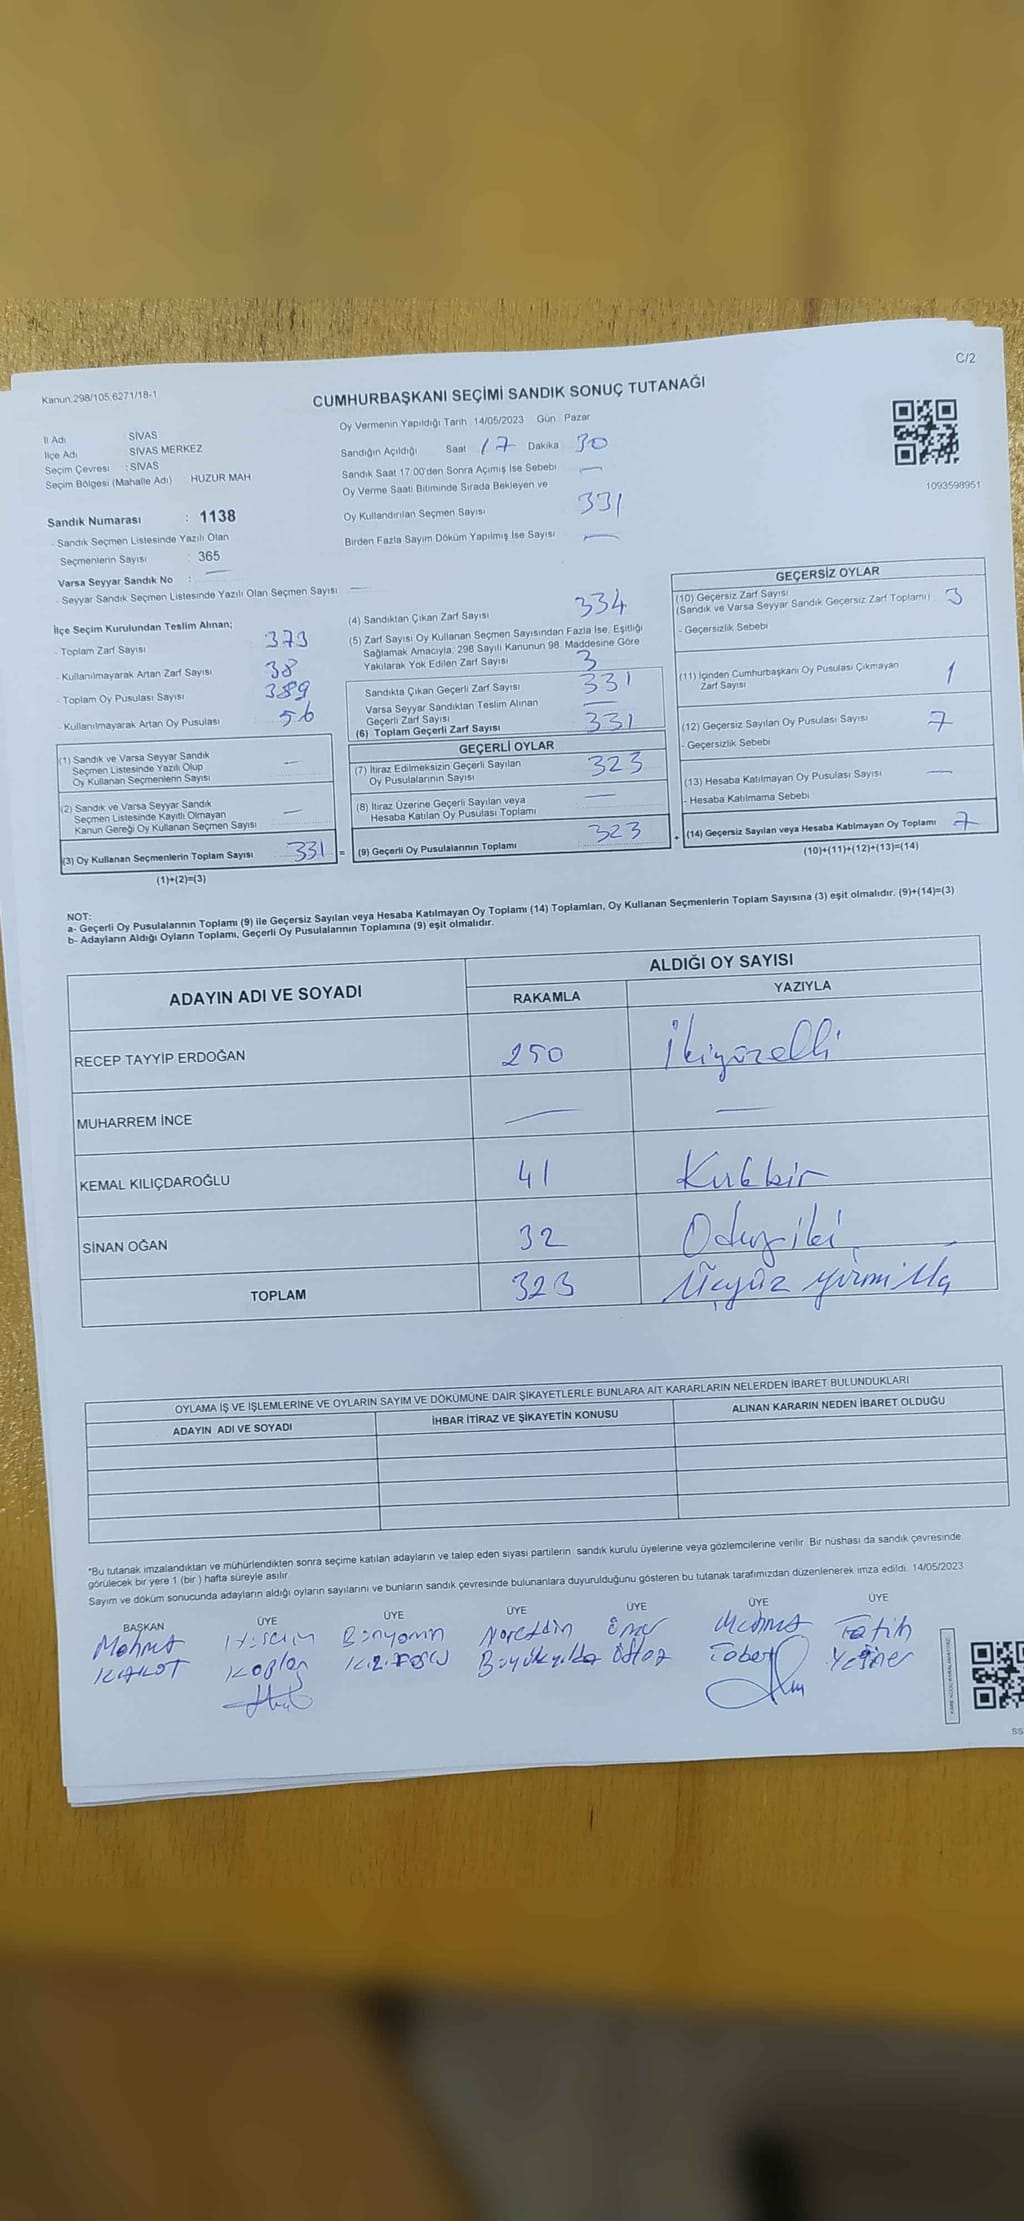 C/2
Kanun 298/105.6271/18-1
CUMHURBAŞKANI SEÇİMİ SANDIK SONUÇ TUTANAĞI
İl Adı SİVAS
İlçe Adı SİVAS MERKEZ
Seçim Çevresi : SİVAS
Seçim Bölgesi (Mahalle Adı) HUZUR MAH
Sandık Numarası : 1138
- Sandık Seçmen Listesinde Yazılı Olan
Seçmenlerin Sayısı : 365
Varsa Seyyar Sandık No : —
- Seyyar Sandık Seçmen Listesinde Yazılı Olan Seçmen Sayısı —
Oy Vermenin Yapıldığı Tarih 14/05/2023 Gün Pazar
Sandığın Açıldığı Saat 17 Dakika 30
Sandık Saat 17:00'den Sonra Açımış İse Sebebi —
Oy Verme Saati Bitiminde Sırada Bekleyen ve
Oy Kullandırılan Seçmen Sayısı 331
Birden Fazla Sayım Döküm Yapılmış İse Sayısı —
1093598951
İlçe Seçim Kurulundan Teslim Alınan;
- Toplam Zarf Sayısı 373
- Kullanılmayarak Artan Zarf Sayısı 38
- Toplam Oy Pusulası Sayısı 389
- Kullanılmayarak Artan Oy Pusulası 56
(1) Sandık ve Varsa Seyyar Sandık
Seçmen Listesinde Yazılı Olup
Oy Kullanan Seçmenlerin Sayısı —
(2) Sandık ve Varsa Seyyar Sandık
Seçmen Listesinde Kayıtlı Olmayan
Kanun Gereği Oy Kullanan Seçmen Sayısı —
(3) Oy Kullanan Seçmenlerin Toplam Sayısı 331 =
(1)+(2)=(3)
(4) Sandıktan Çıkan Zarf Sayısı 334
(5) Zarf Sayısı Oy Kullanan Seçmen Sayısından Fazla İse, Eşitliği
Sağlamak Amacıyla; 298 Sayılı Kanunun 98. Maddesine Göre
Yakılarak Yok Edilen Zarf Sayısı 3
Sandıkta Çıkan Geçerli Zarf Sayısı 331
Varsa Seyyar Sandıktan Teslim Alınan
Geçerli Zarf Sayısı —
(6) Toplam Geçerli Zarf Sayısı 331
GEÇERLİ OYLAR
(7) İtiraz Edilmeksizin Geçerli Sayılan
Oy Pusulalarının Sayısı 323
(8) İtiraz Üzerine Geçerli Sayılan veya
Hesaba Katılan Oy Pusulası Toplamı —
(9) Geçerli Oy Pusulalarının Toplamı 323 +
GEÇERSİZ OYLAR
(10) Geçersiz Zarf Sayısı
(Sandık ve Varsa Seyyar Sandık Geçersiz Zarf Toplamı) 3
- Geçersizlik Sebebi
(11) İçinden Cumhurbaşkanı Oy Pusulası Çıkmayan
Zarf Sayısı 1
(12) Geçersiz Sayılan Oy Pusulası Sayısı 7
- Geçersizlik Sebebi
(13) Hesaba Katılmayan Oy Pusulası Sayısı —
- Hesaba Katılmama Sebebi
(14) Geçersiz Sayılan veya Hesaba Katılmayan Oy Toplamı 7
(10)+(11)+(12)+(13)=(14)
NOT:
a- Geçerli Oy Pusulalarının Toplamı (9) ile Geçersiz Sayılan veya Hesaba Katılmayan Oy Toplamı (14) Toplamları, Oy Kullanan Seçmenlerin Toplam Sayısına (3) eşit olmalıdır. (9)+(14)=(3)
b- Adayların Aldığı Oyların Toplamı, Geçerli Oy Pusulalarının Toplamına (9) eşit olmalıdır.
ADAYIN ADI VE SOYADI
ALDIĞI OY SAYISI
RAKAMLA YAZIYLA
RECEP TAYYİP ERDOĞAN 250 İkiyüzelli
MUHARREM İNCE — —
KEMAL KILIÇDAROĞLU 41 Kırkbir
SİNAN OĞAN 32 Otuziki
TOPLAM 323 Üçyüz yirmi üç
OYLAMA İŞ VE İŞLEMLERİNE VE OYLARIN SAYIM VE DÖKÜMÜNE DAİR ŞİKAYETLERLE BUNLARA AİT KARARLARIN NELERDEN İBARET BULUNDUKLARI
ADAYIN ADI VE SOYADI İHBAR İTİRAZ VE ŞİKAYETİN KONUSU ALINAN KARARIN NEDEN İBARET OLDUĞU
*Bu tutanak imzalandıktan ve mühürlendikten sonra seçime katılan adayların ve talep eden siyasi partilerin sandık kurulu üyelerine veya gözlemcilerine verilir. Bir nüshası da sandık çevresinde
görülecek bir yere 1 (bir) hafta süreyle asılır.
Sayım ve döküm sonucunda adayların aldığı oyların sayılarını ve bunların sandık çevresinde bulunanlara duyurulduğunu gösteren bu tutanak tarafımızdan düzenlenerek imza edildi. 14/05/2023
BAŞKAN ÜYE ÜYE ÜYE ÜYE ÜYE ÜYE
Mehmet Hüseyin Bünyamin Nurettin Ömer Mehmet Fatih